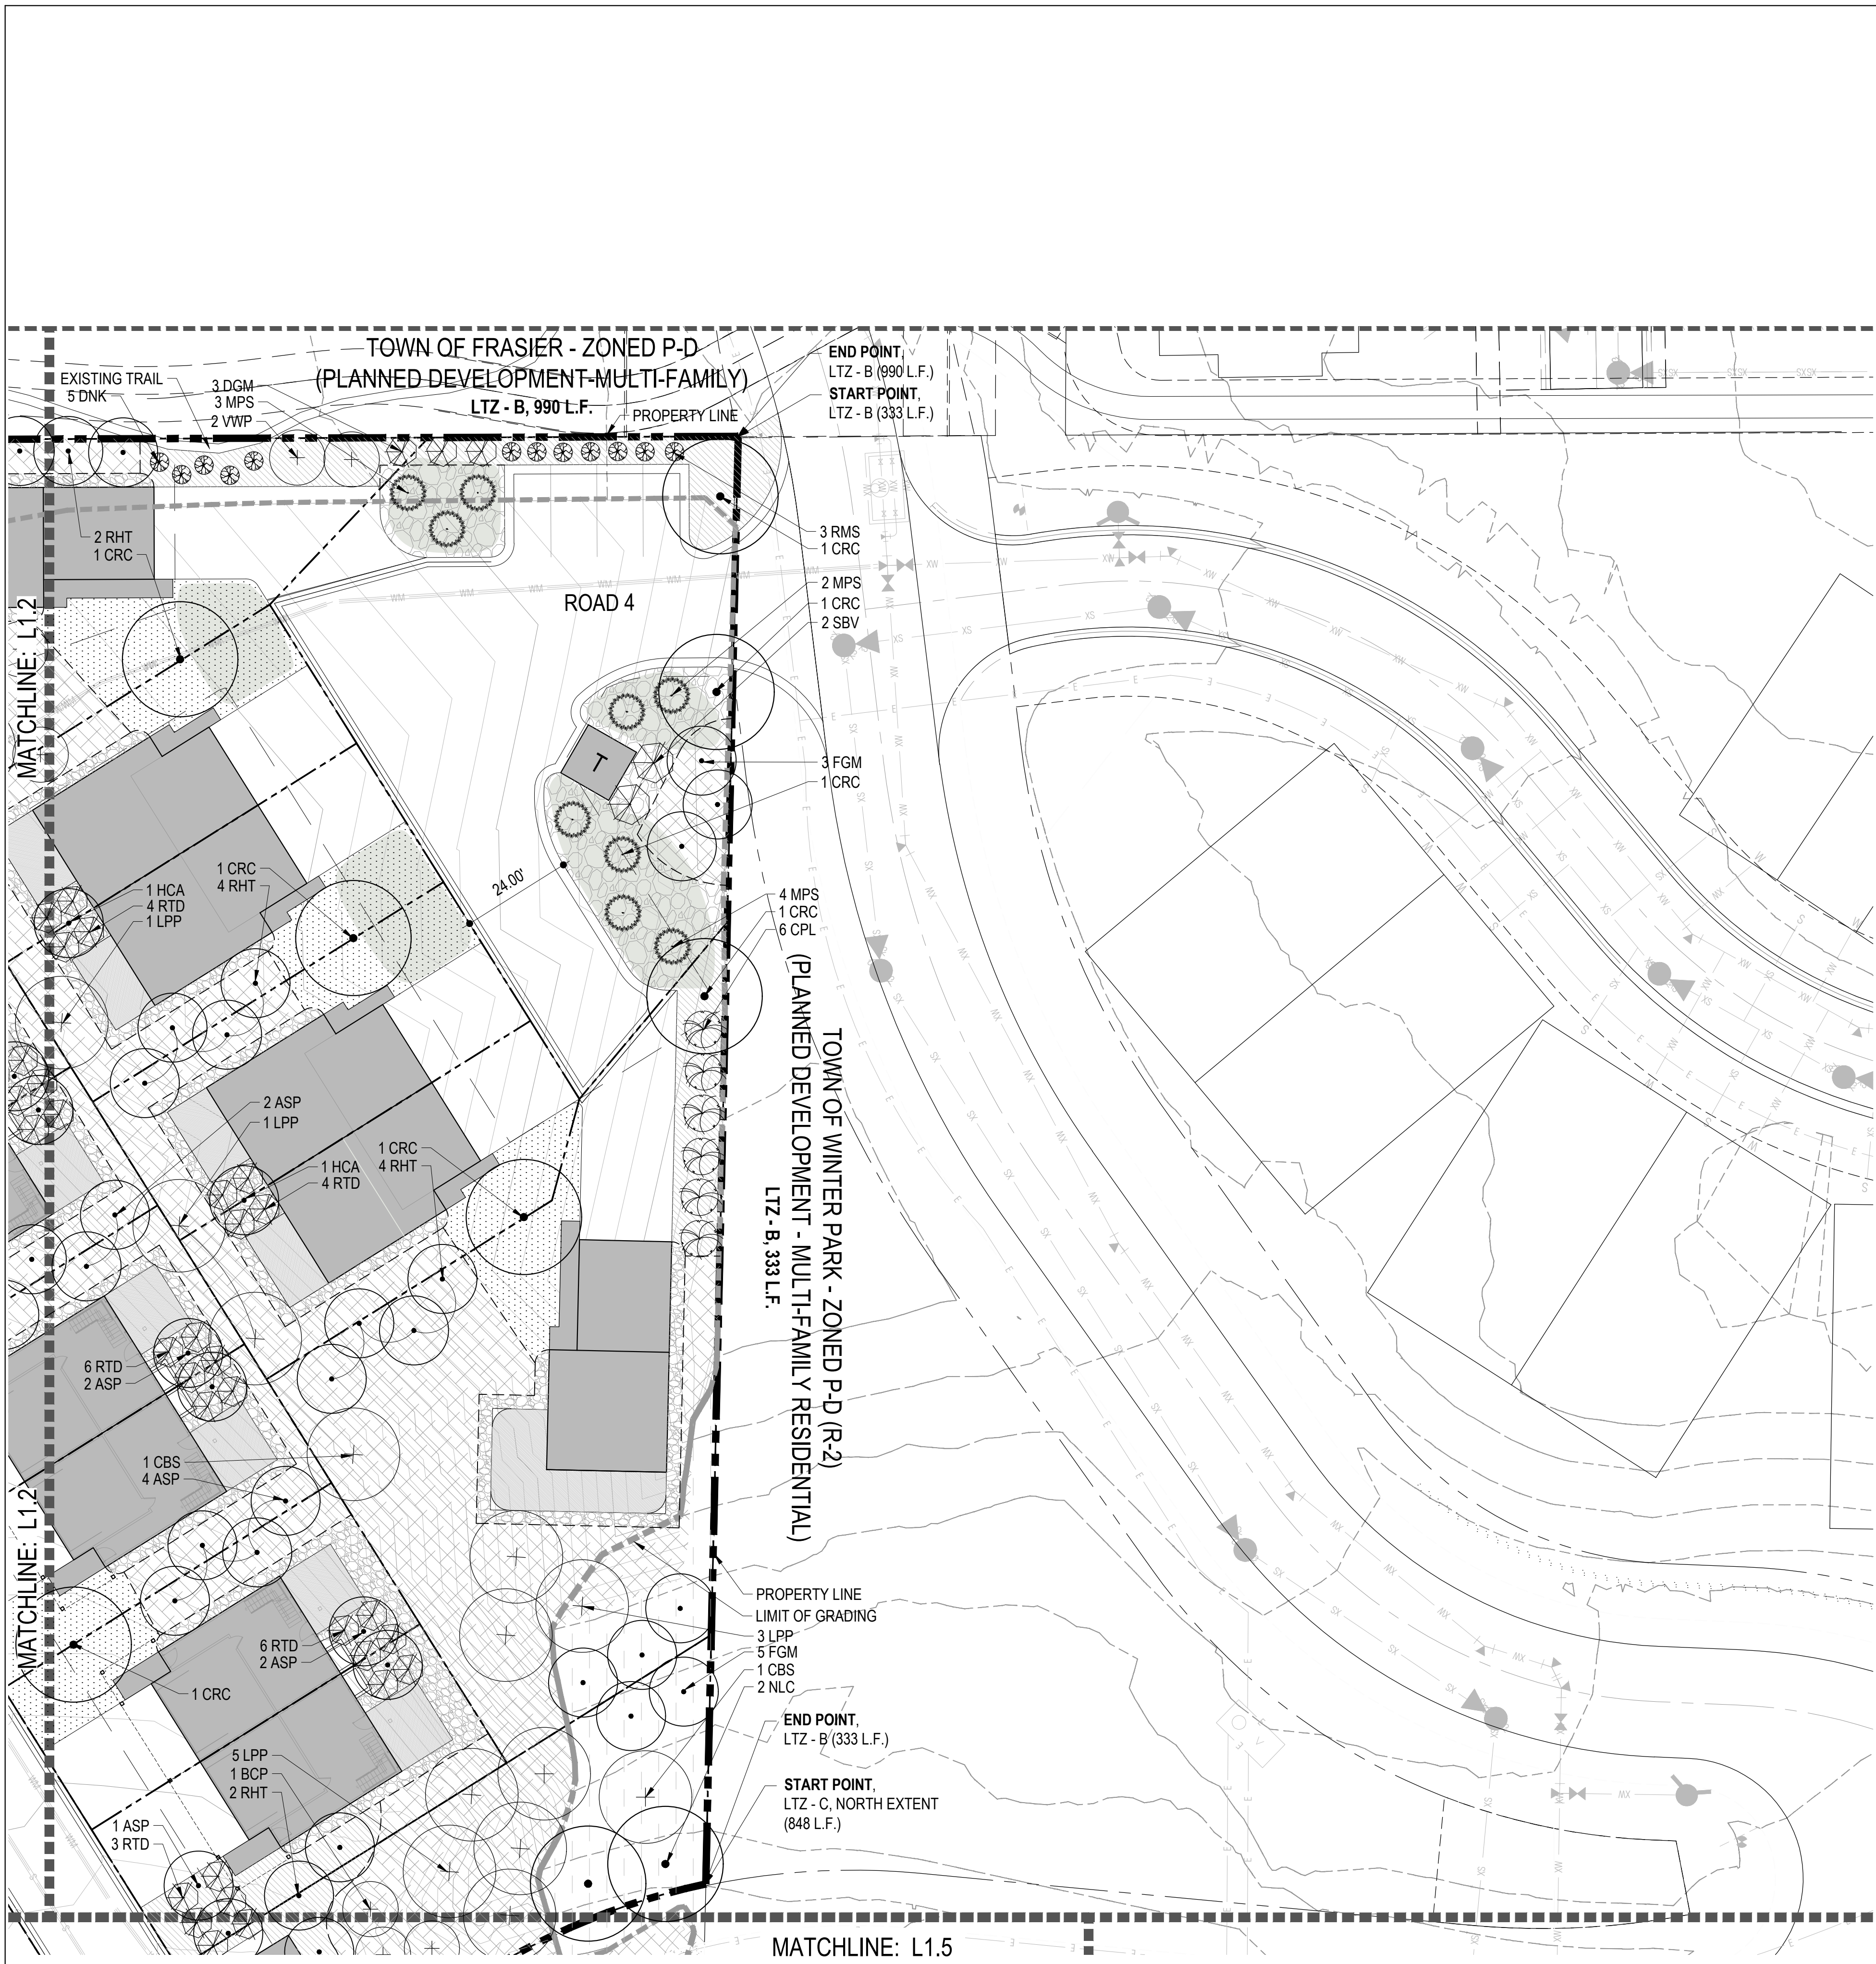 TOWN OF FRASIER - ZONED P-D
(PLANNED DEVELOPMENT-MULTI-FAMILY)
LTZ - B, 990 L.F.
PROPERTY LINE
EXISTING TRAIL
5 DNK
3 DGM
3 MPS
2 VWP
END POINT,
LTZ - B (990 L.F.)
START POINT,
LTZ - B (333 L.F.)
2 RHT
1 CRC
3 RMS
1 CRC
ROAD 4
2 MPS
1 CRC
2 SBV
MATCHLINE: L1.2
T
3 FGM
1 CRC
24.00'
1 CRC
4 RHT
1 HCA
4 RTD
1 LPP
4 MPS
1 CRC
6 CPL
TOWN OF WINTER PARK - ZONED P-D (R-2)
(PLANNED DEVELOPMENT - MULTI-FAMILY RESIDENTIAL)
LTZ - B, 333 L.F.
2 ASP
1 LPP
1 HCA
4 RTD
1 CRC
4 RHT
6 RTD
2 ASP
1 CBS
4 ASP
MATCHLINE: L1.2
6 RTD
2 ASP
1 CRC
PROPERTY LINE
LIMIT OF GRADING
3 LPP
5 FGM
1 CBS
2 NLC
END POINT,
LTZ - B (333 L.F.)
START POINT,
LTZ - C, NORTH EXTENT
(848 L.F.)
5 LPP
1 BCP
2 RHT
1 ASP
3 RTD
MATCHLINE: L1.5